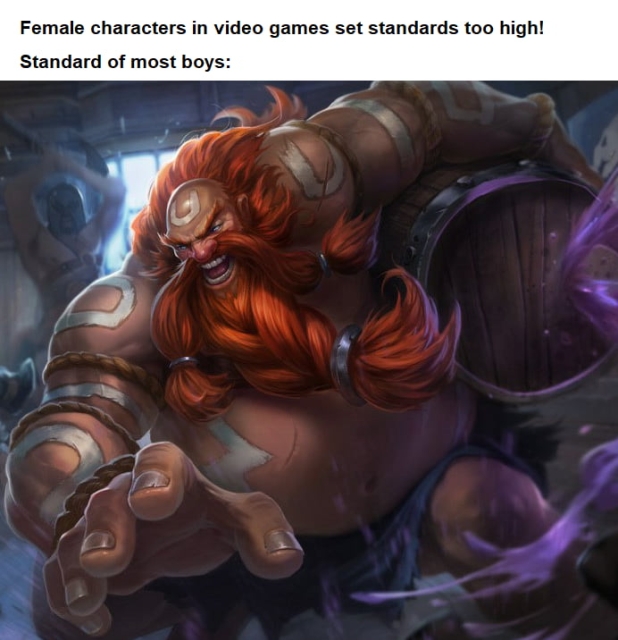 Female characters in video games set standards too high!
Standard of most boys: